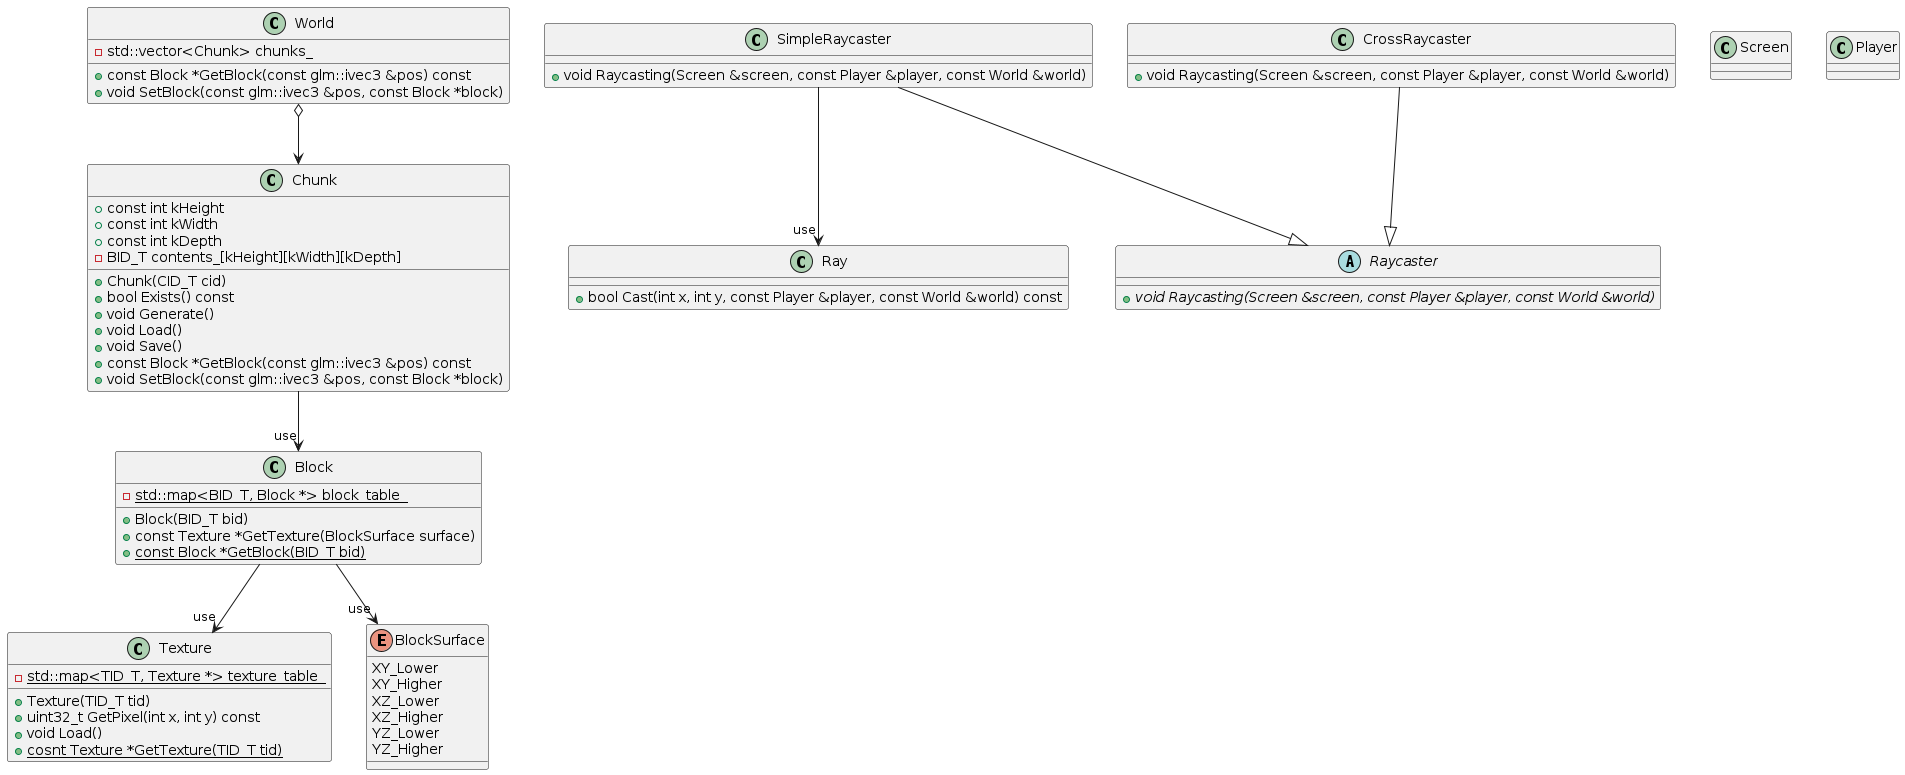 C World
std::vector<Chunk> chunks_
const Block *GetBlock(const glm::ivec3 &pos) const
void SetBlock(const glm::ivec3 &pos, const Block *block)
C Chunk
const int kHeight
const int kWidth
const int kDepth
BID_T contents_[kHeight][kWidth][kDepth]
Chunk(CID_T cid)
bool Exists() const
void Generate()
void Load()
void Save()
const Block *GetBlock(const glm::ivec3 &pos) const
void SetBlock(const glm::ivec3 &pos, const Block *block)
use
C Block
std::map<BID_T, Block *> block_table_
Block(BID_T bid)
const Texture *GetTexture(BlockSurface surface)
const Block *GetBlock(BID_T bid)
use
use
C Texture
std::map<TID_T, Texture *> texture_table_
Texture(TID_T tid)
uint32_t GetPixel(int x, int y) const
void Load()
cosnt Texture *GetTexture(TID_T tid)
E BlockSurface
XY_Lower
XY_Higher
XZ_Lower
XZ_Higher
YZ_Lower
YZ_Higher
C SimpleRaycaster
void Raycasting(Screen &screen, const Player &player, const World &world)
C CrossRaycaster
void Raycasting(Screen &screen, const Player &player, const World &world)
use
C Ray
bool Cast(int x, int y, const Player &player, const World &world) const
A Raycaster
void Raycasting(Screen &screen, const Player &player, const World &world)
C Screen
C Player